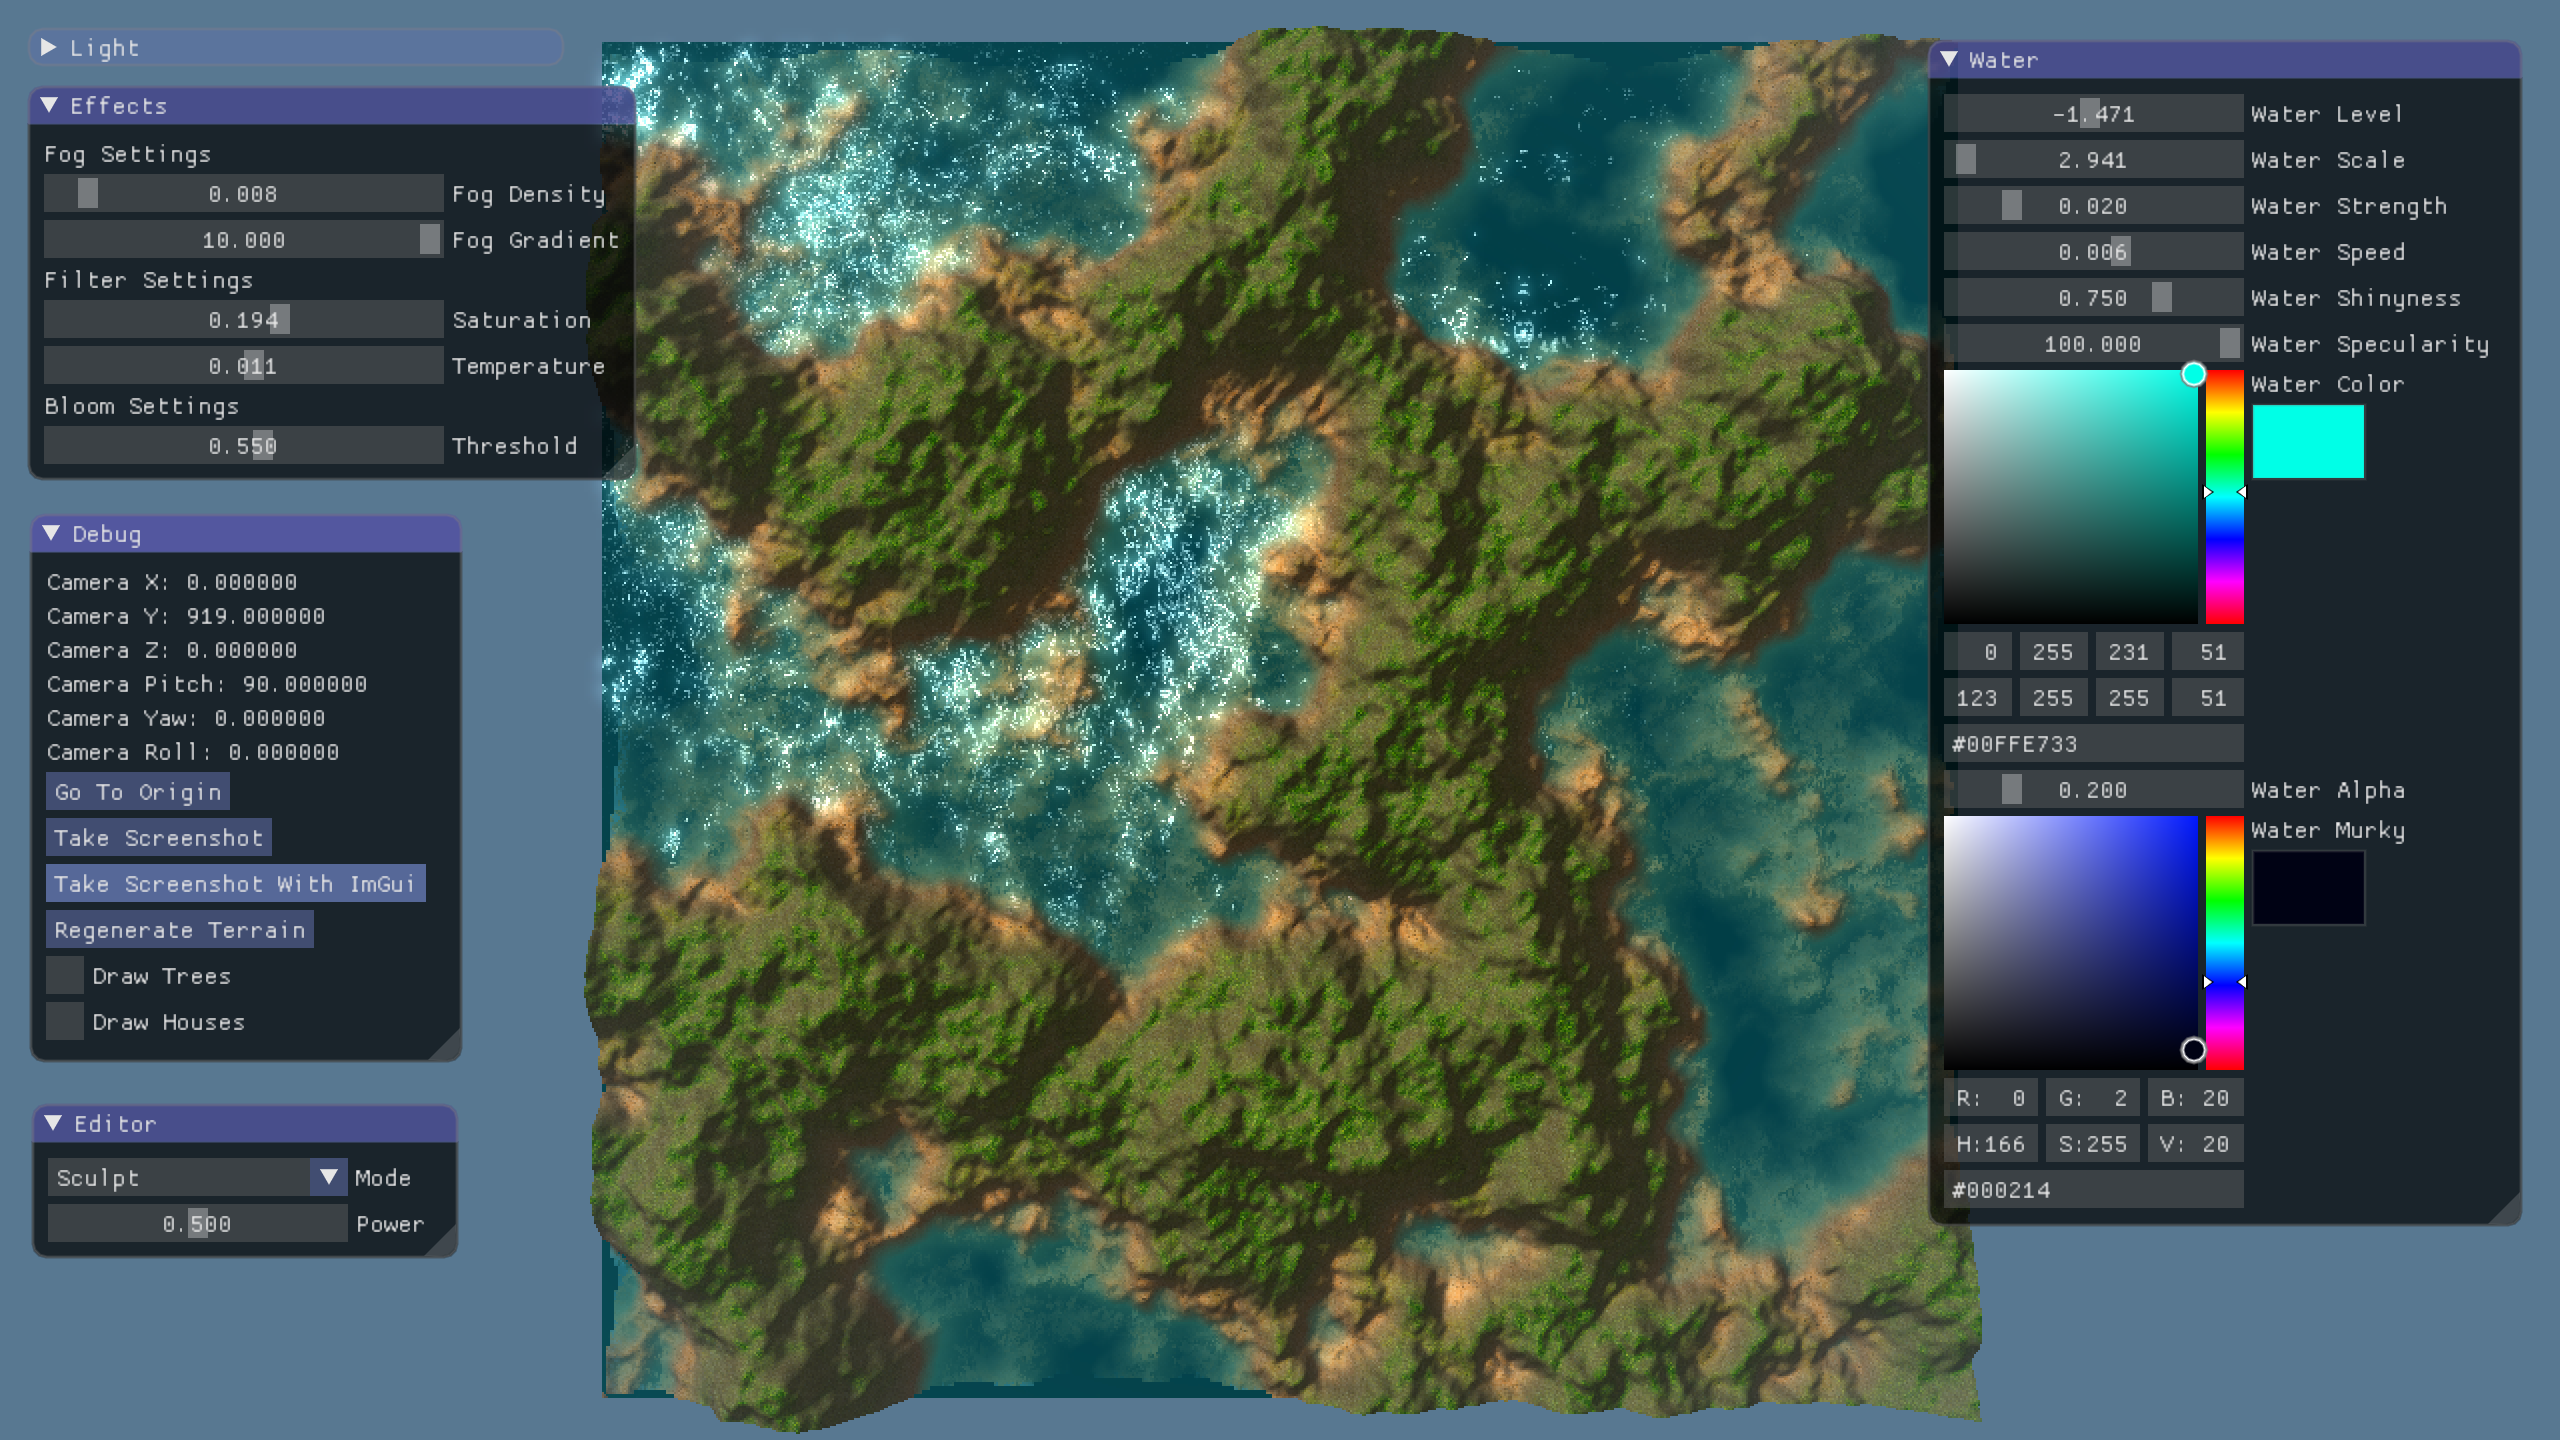 Light
Effects
Fog Settings
0.008 Fog Density
10.000 Fog Gradient
Filter Settings
0.194 Saturation
0.011 Temperature
Bloom Settings
0.550 Threshold
Debug
Camera X: 0.000000
Camera Y: 919.000000
Camera Z: 0.000000
Camera Pitch: 90.000000
Camera Yaw: 0.000000
Camera Roll: 0.000000
Go To Origin
Take Screenshot
Take Screenshot With ImGui
Regenerate Terrain
Draw Trees
Draw Houses
Editor
Sculpt Mode
0.500 Power
Water
-1.471 Water Level
2.941 Water Scale
0.020 Water Strength
0.006 Water Speed
0.750 Water Shinyness
100.000 Water Specularity
Water Color
0 255 231 51
123 255 255 51
#00FFE733
0.200 Water Alpha
Water Murky
R: 0 G: 2 B: 20
H:166 S:255 V: 20
#000214